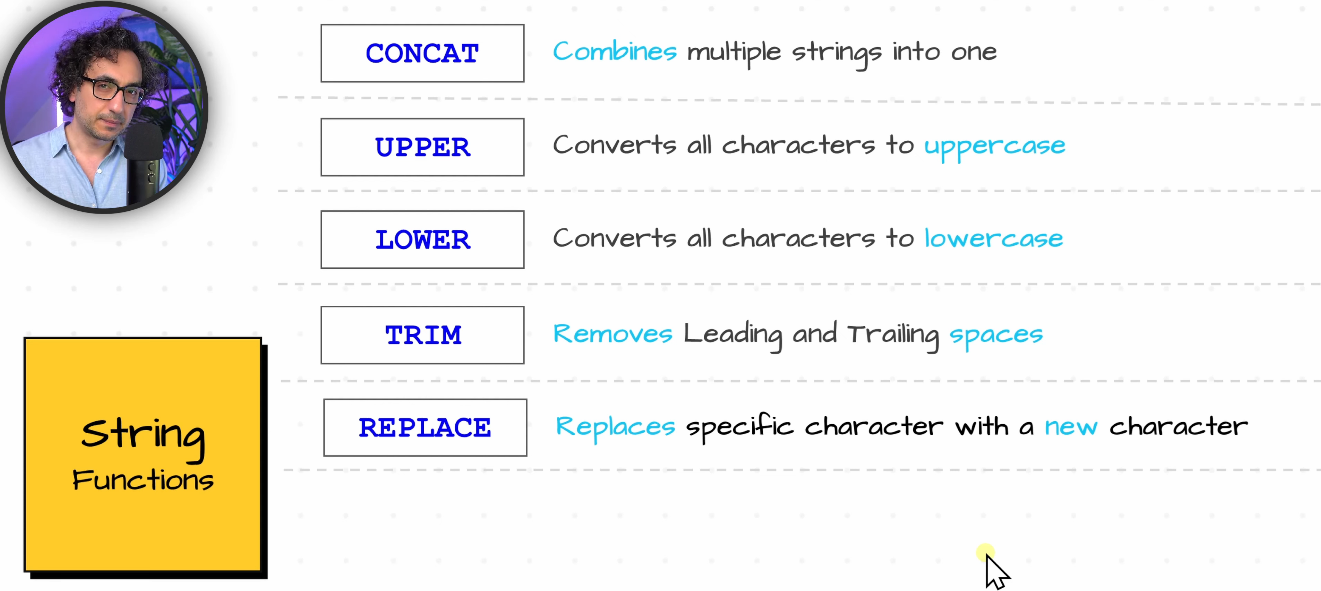 CONCAT Combines multiple strings into one
UPPER Converts all characters to uppercase
LOWER Converts all characters to lowercase
TRIM Removes Leading and Trailing spaces
REPLACE Replaces specific character with a new character
String
Functions